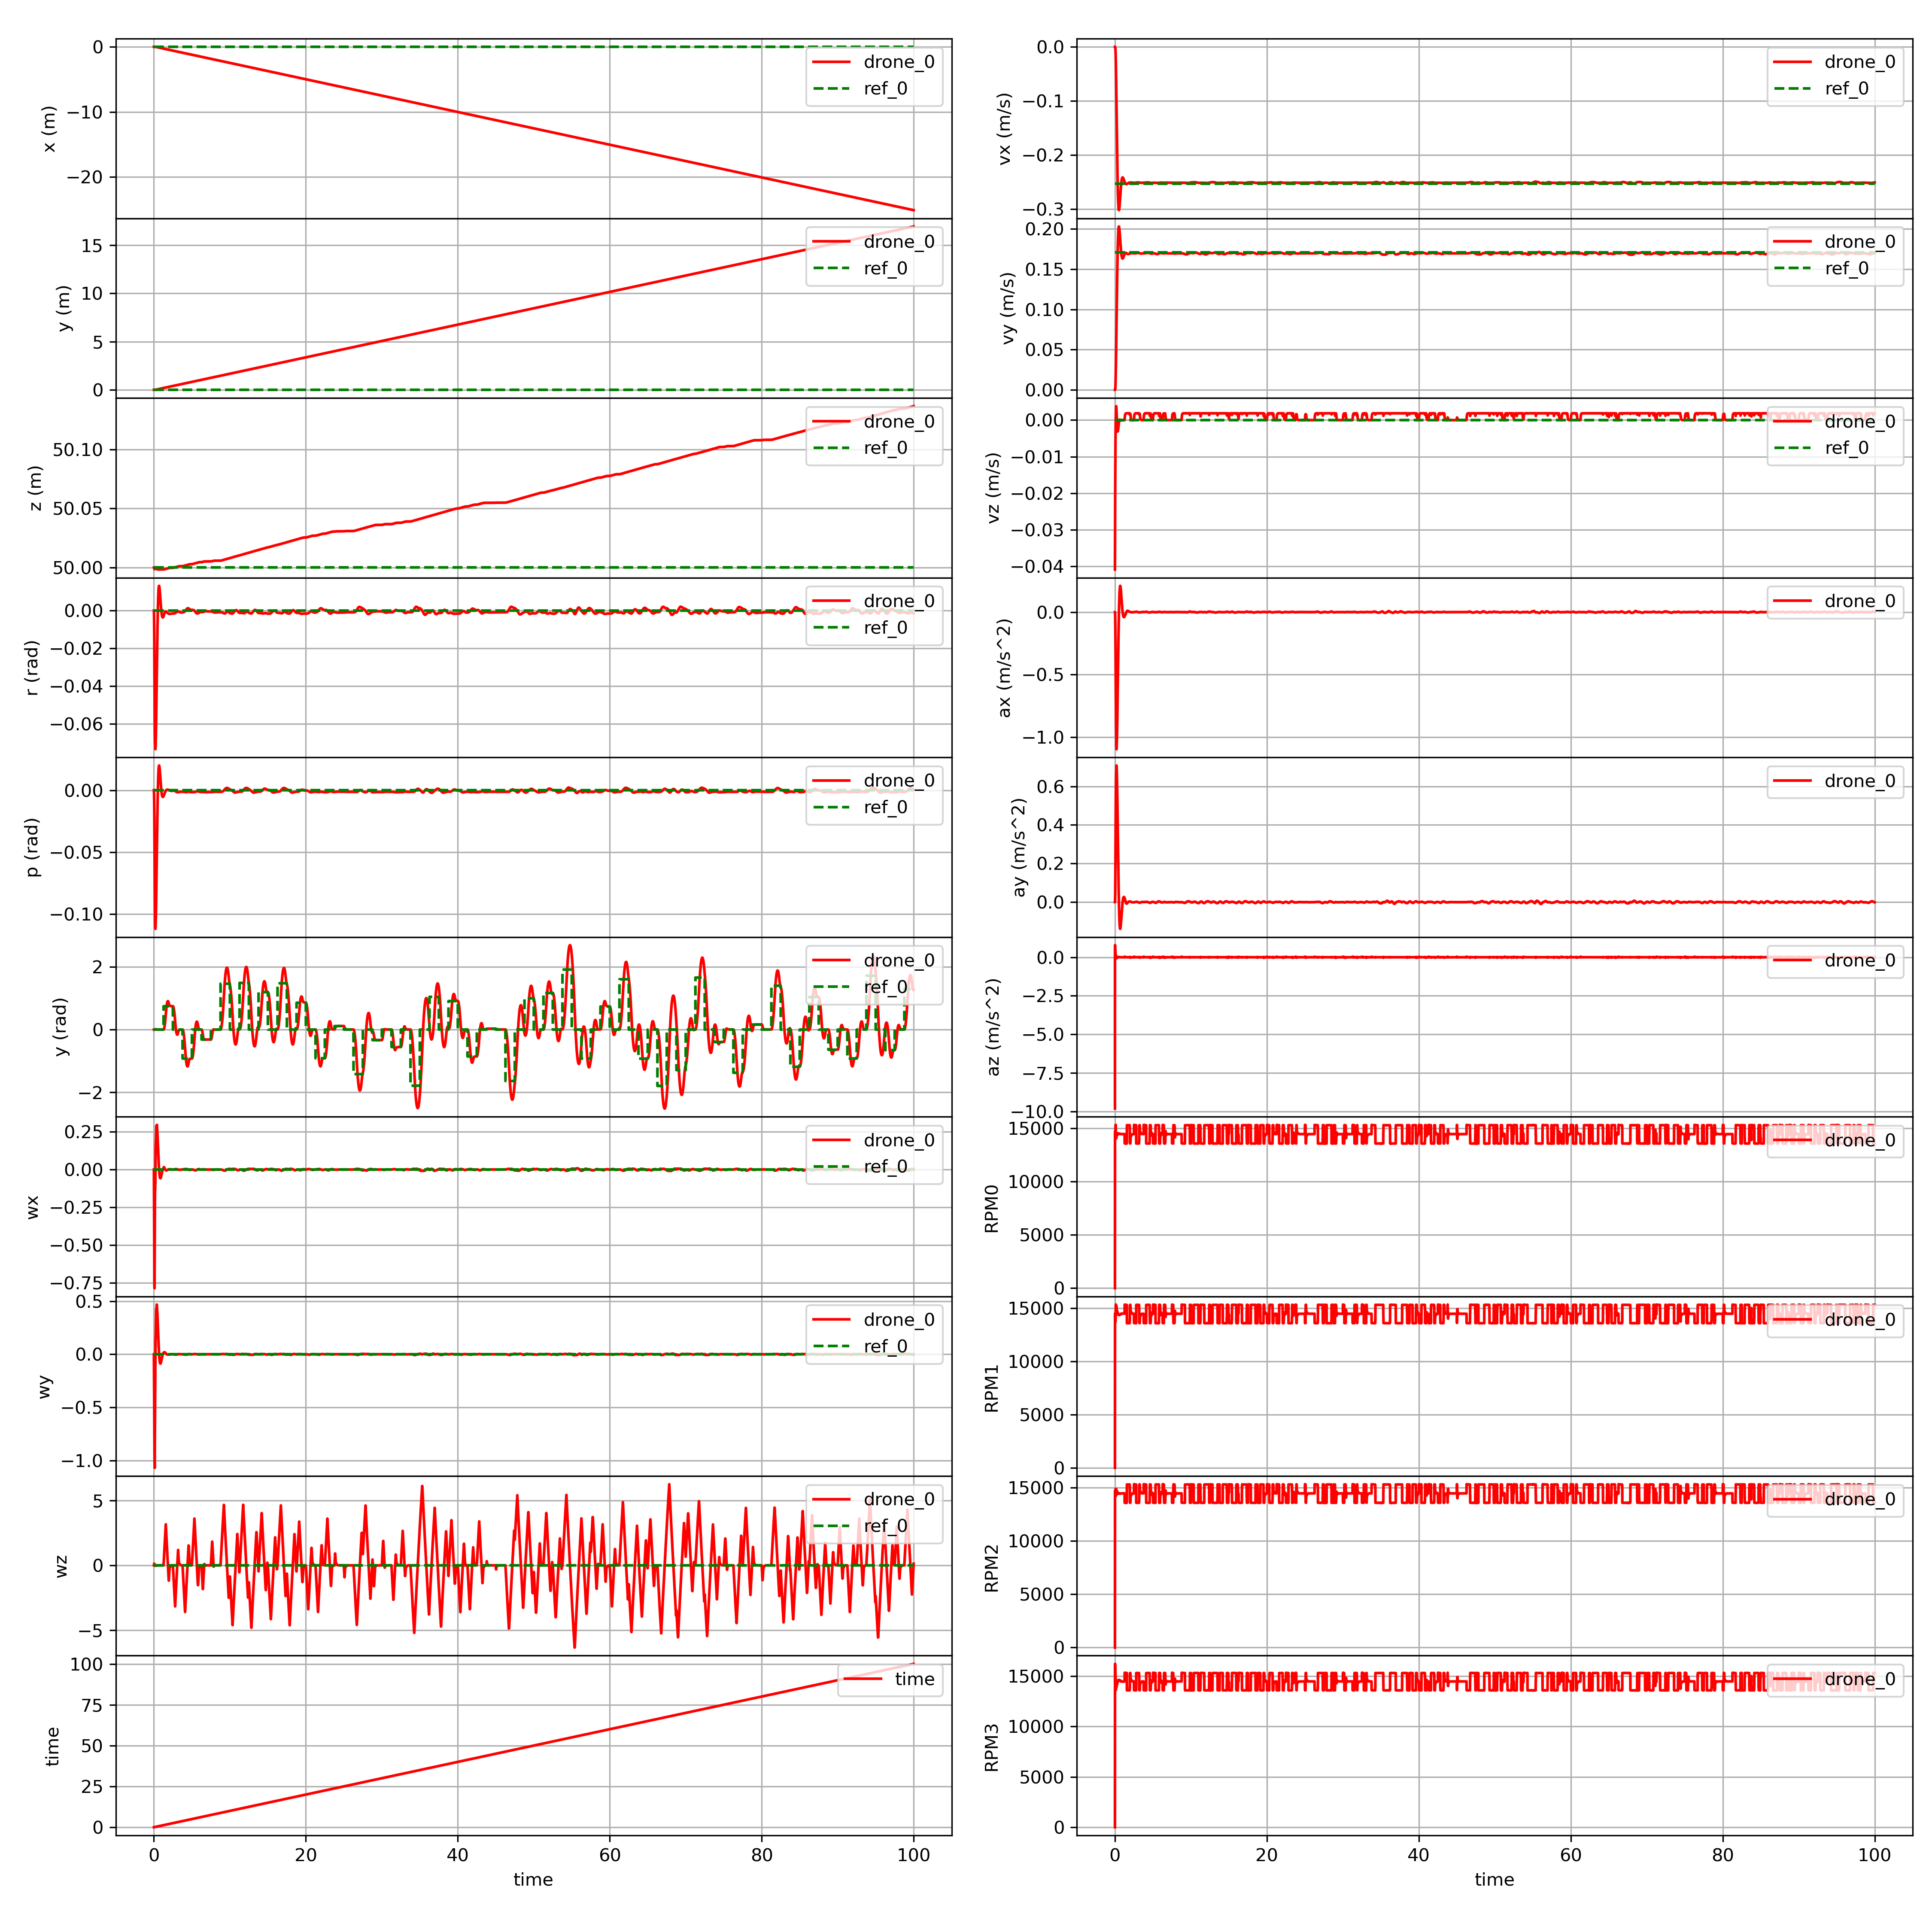 0
−10
−20
x (m)
drone_0
ref_0
15
10
5
0
y (m)
drone_0
ref_0
50.10
50.05
50.00
z (m)
drone_0
ref_0
0.00
−0.02
−0.04
−0.06
r (rad)
drone_0
ref_0
0.00
−0.05
−0.10
p (rad)
drone_0
ref_0
2
0
−2
y (rad)
drone_0
ref_0
0.25
0.00
−0.25
−0.50
−0.75
wx
drone_0
ref_0
0.5
0.0
−0.5
−1.0
wy
drone_0
ref_0
5
0
−5
wz
drone_0
ref_0
100
75
50
25
0
time
time
0 20 40 60 80 100
time
0.0
−0.1
−0.2
−0.3
vx (m/s)
drone_0
ref_0
0.20
0.15
0.10
0.05
0.00
vy (m/s)
drone_0
ref_0
0.00
−0.01
−0.02
−0.03
−0.04
vz (m/s)
drone_0
ref_0
0.0
−0.5
−1.0
ax (m/s^2)
drone_0
0.6
0.4
0.2
0.0
ay (m/s^2)
drone_0
0.0
−2.5
−5.0
−7.5
−10.0
az (m/s^2)
drone_0
15000
10000
5000
0
RPM0
drone_0
15000
10000
5000
0
RPM1
drone_0
15000
10000
5000
0
RPM2
drone_0
15000
10000
5000
0
RPM3
drone_0
0 20 40 60 80 100
time